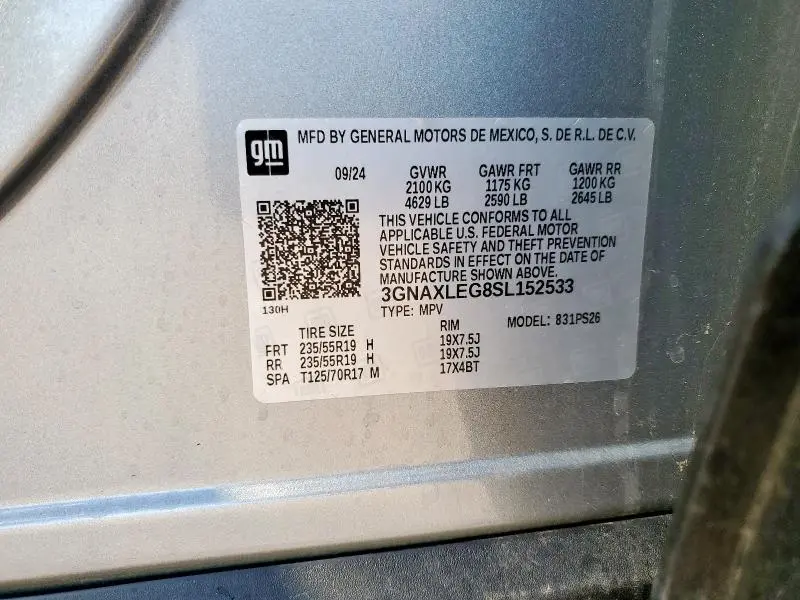 gm
MFD BY GENERAL MOTORS DE MEXICO, S. DE R.L. DE C.V.
09/24 GVWR GAWR FRT GAWR RR
2100 KG 1175 KG 1200 KG
4629 LB 2590 LB 2645 LB
THIS VEHICLE CONFORMS TO ALL
APPLICABLE U.S. FEDERAL MOTOR
VEHICLE SAFETY AND THEFT PREVENTION
STANDARDS IN EFFECT ON THE DATE OF
MANUFACTURE SHOWN ABOVE.
3GNAXLEG8SL152533
130H
TYPE: MPV MODEL: 831PS26
TIRE SIZE RIM
FRT 235/55R19 H 19X7.5J
RR 235/55R19 H 19X7.5J
SPA T125/70R17 M 17X4BT